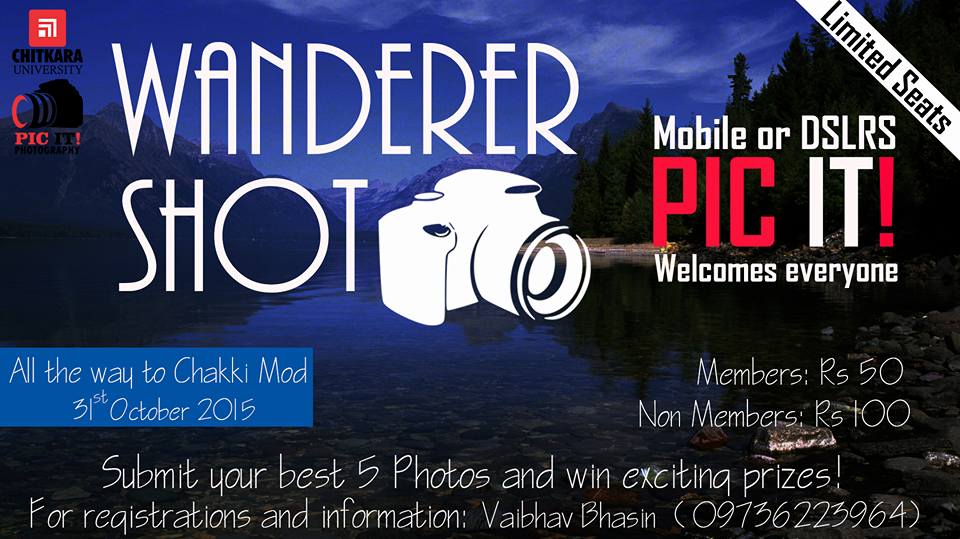 CHITKARA
UNIVERSITY
PIC IT!
PHOTOGRAPHY
WANDERER
SHOT
Limited Seats
Mobile or DSLRS
PIC IT!
Welcomes everyone
All the way to Chakki Mod
31st October 2015
Members: Rs 50
Non Members: Rs 100
Submit your best 5 Photos and win exciting prizes!
For registrations and information: Vaibhav Bhasin (09736223964)